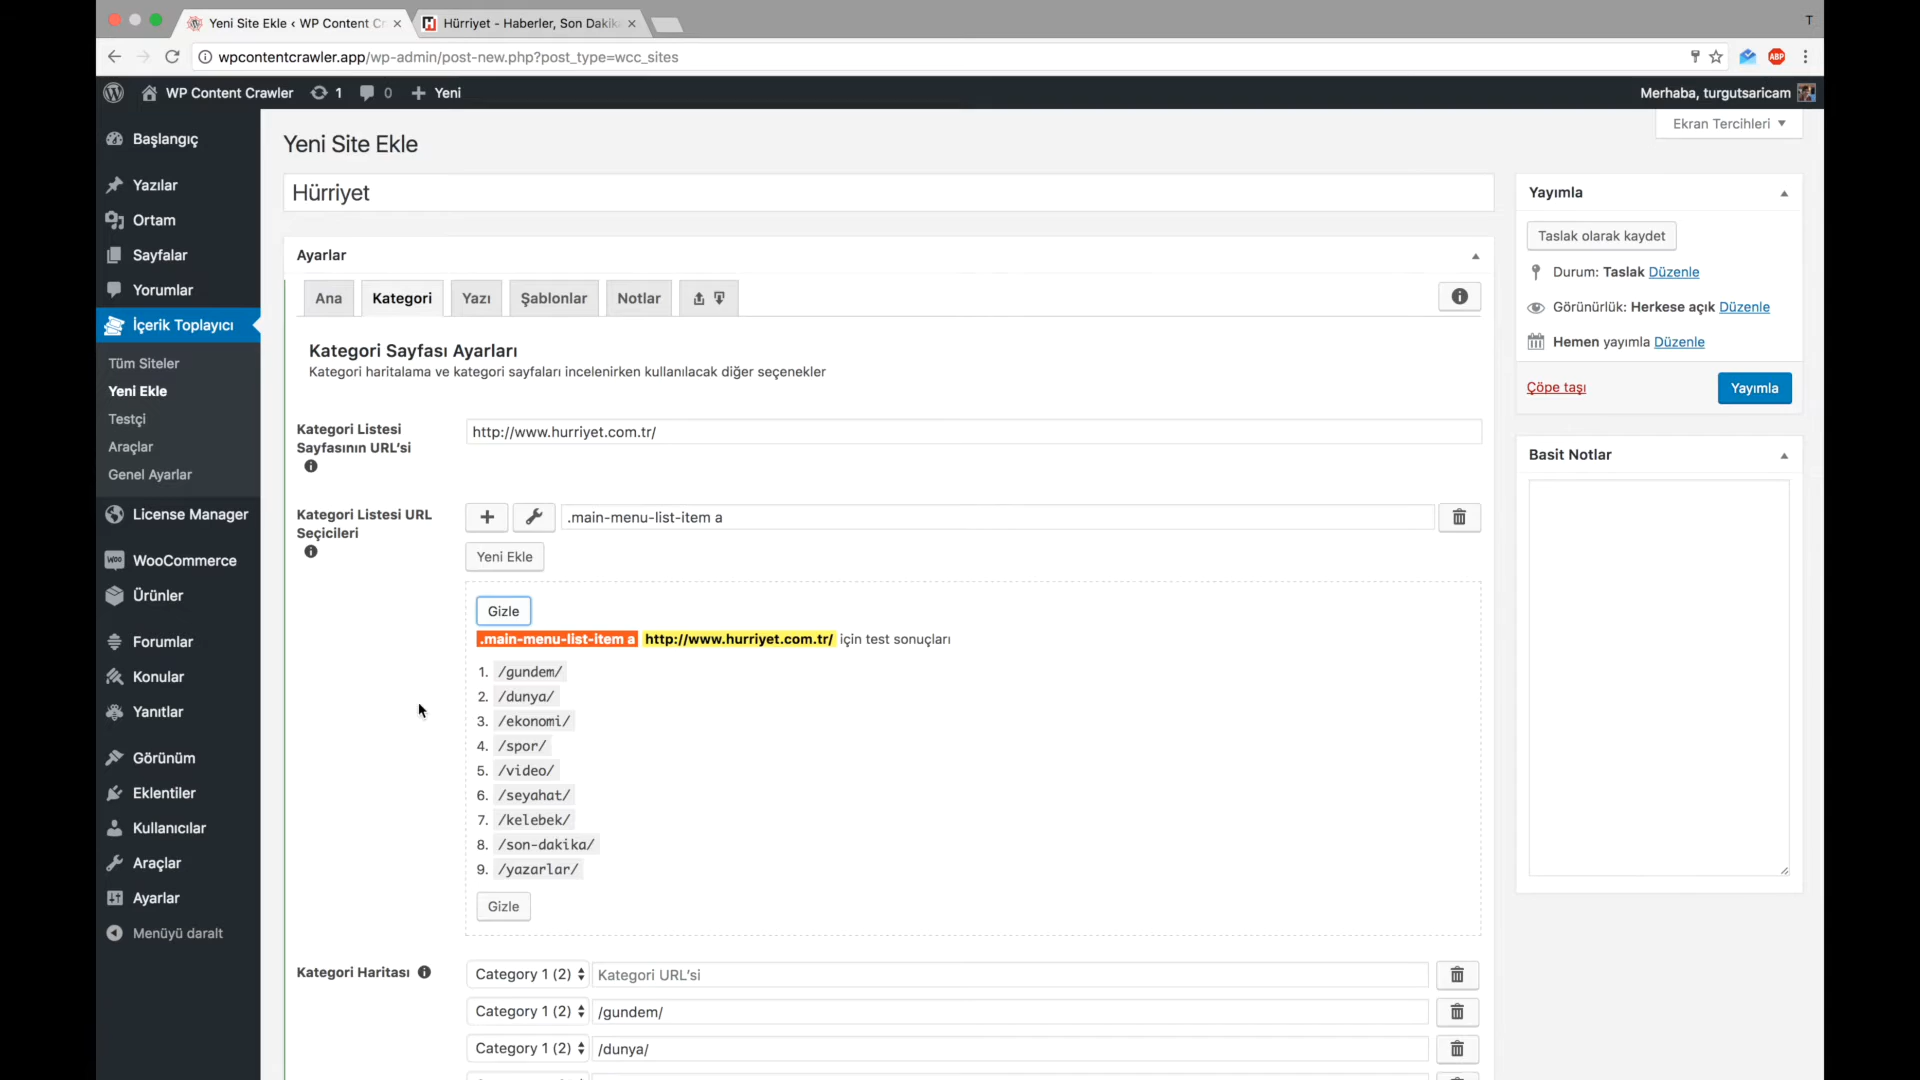 Yeni Site Ekle ‹ WP Content Cr
Hürriyet - Haberler, Son Dakik
T
wpcontentcrawler.app/wp-admin/post-new.php?post_type=wcc_sites
ABP
WP Content Crawler 1 0 Yeni
Merhaba, turgutsaricam
Ekran Tercihleri
Başlangıç
Yazılar
Ortam
Sayfalar
Yorumlar
İçerik Toplayıcı
Tüm Siteler
Yeni Ekle
Testçi
Araçlar
Genel Ayarlar
License Manager
WooCommerce
Ürünler
Forumlar
Konular
Yanıtlar
Görünüm
Eklentiler
Kullanıcılar
Araçlar
Ayarlar
Menüyü daralt
Yeni Site Ekle
Hürriyet
Ayarlar
Ana Kategori Yazı Şablonlar Notlar
Kategori Sayfası Ayarları
Kategori haritalama ve kategori sayfaları incelenirken kullanılacak diğer seçenekler
Kategori Listesi
Sayfasının URL'si
http://www.hurriyet.com.tr/
Kategori Listesi URL
Seçicileri
.main-menu-list-item a
Yeni Ekle
Gizle
.main-menu-list-item a http://www.hurriyet.com.tr/ için test sonuçları
1. /gundem/
2. /dunya/
3. /ekonomi/
4. /spor/
5. /video/
6. /seyahat/
7. /kelebek/
8. /son-dakika/
9. /yazarlar/
Gizle
Kategori Haritası
Category 1 (2) Kategori URL'si
Category 1 (2) /gundem/
Category 1 (2) /dunya/
Yayımla
Taslak olarak kaydet
Durum: Taslak Düzenle
Görünürlük: Herkese açık Düzenle
Hemen yayımla Düzenle
Çöpe taşı
Yayımla
Basit Notlar